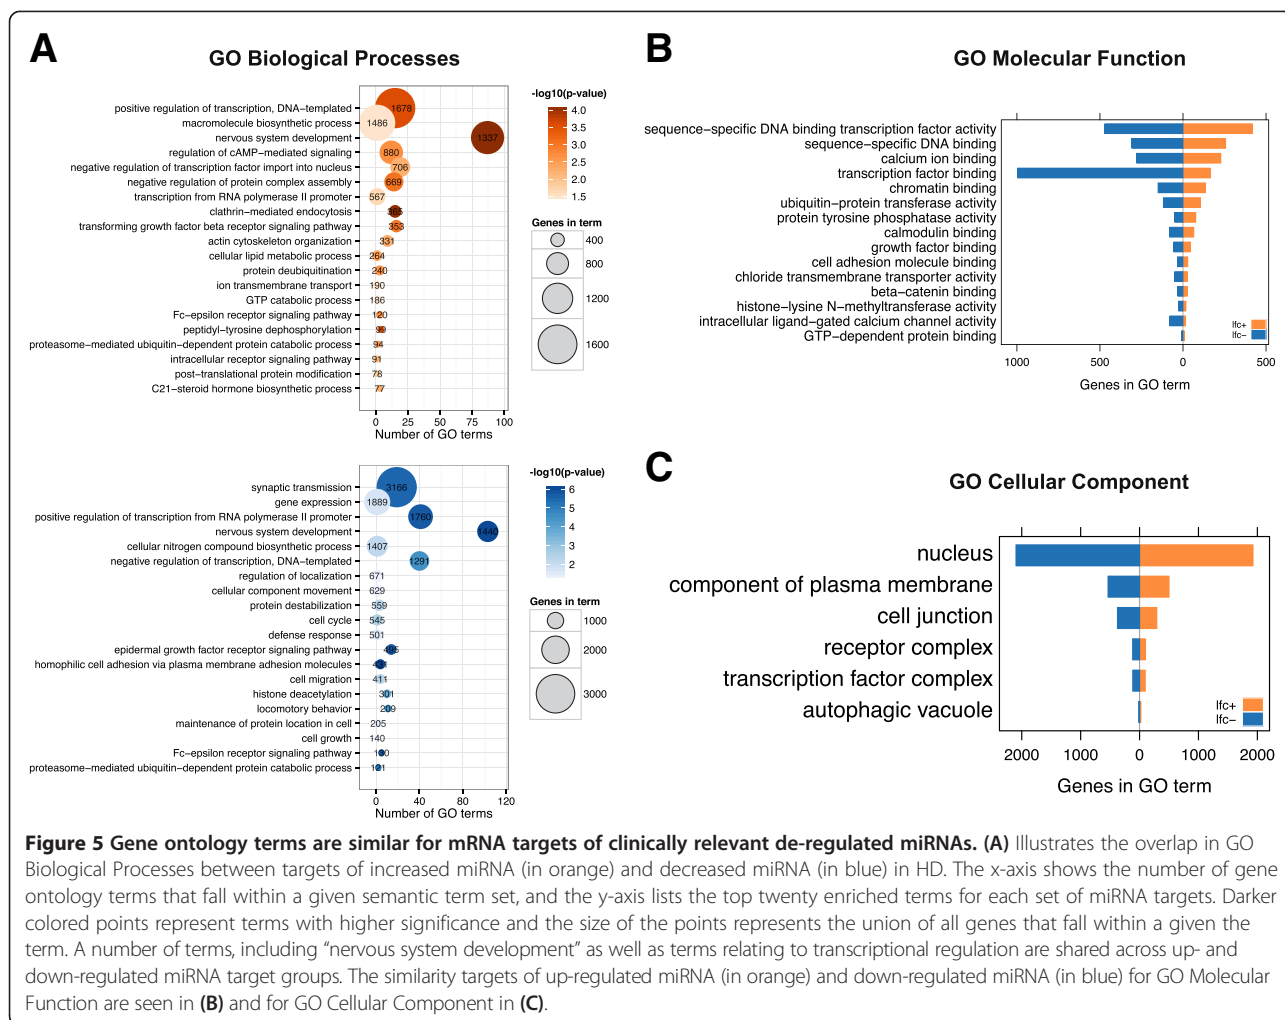 A
GO Biological Processes
positive regulation of transcription, DNA−templated
macromolecule biosynthetic process
nervous system development
regulation of cAMP−mediated signaling
negative regulation of transcription factor import into nucleus
negative regulation of protein complex assembly
transcription from RNA polymerase II promoter
clathrin−mediated endocytosis
transforming growth factor beta receptor signaling pathway
actin cytoskeleton organization
cellular lipid metabolic process
protein deubiquitination
ion transmembrane transport
GTP catabolic process
Fc−epsilon receptor signaling pathway
peptidyl−tyrosine dephosphorylation
proteasome−mediated ubiquitin−dependent protein catabolic process
intracellular receptor signaling pathway
post−translational protein modification
C21−steroid hormone biosynthetic process
1678
1486
1337
880
706
669
567
365
353
331
264
240
190
186
120
99
94
91
78
77
0 25 50 75 100
Number of GO terms
-log10(p-value)
4.0
3.5
3.0
2.5
2.0
1.5
Genes in term
400
800
1200
1600
synaptic transmission
gene expression
positive regulation of transcription from RNA polymerase II promoter
nervous system development
cellular nitrogen compound biosynthetic process
negative regulation of transcription, DNA−templated
regulation of localization
cellular component movement
protein destabilization
cell cycle
defense response
epidermal growth factor receptor signaling pathway
homophilic cell adhesion via plasma membrane adhesion molecules
cell migration
histone deacetylation
locomotory behavior
maintenance of protein location in cell
cell growth
Fc−epsilon receptor signaling pathway
proteasome−mediated ubiquitin−dependent protein catabolic process
3166
1889
1760
1440
1407
1291
671
629
559
545
501
495
411
301
209
205
140
121
0 40 80 120
Number of GO terms
-log10(p-value)
6
5
4
3
2
Genes in term
1000
2000
3000
B
GO Molecular Function
sequence−specific DNA binding transcription factor activity
sequence−specific DNA binding
calcium ion binding
transcription factor binding
chromatin binding
ubiquitin−protein transferase activity
protein tyrosine phosphatase activity
calmodulin binding
growth factor binding
cell adhesion molecule binding
chloride transmembrane transporter activity
beta−catenin binding
histone−lysine N−methyltransferase activity
intracellular ligand−gated calcium channel activity
GTP−dependent protein binding
lfc+
lfc−
1000 500 0 500
Genes in GO term
C
GO Cellular Component
nucleus
component of plasma membrane
cell junction
receptor complex
transcription factor complex
autophagic vacuole
lfc+
lfc−
2000 1000 0 1000 2000
Genes in GO term
Figure 5 Gene ontology terms are similar for mRNA targets of clinically relevant de-regulated miRNAs. (A) Illustrates the overlap in GO
Biological Processes between targets of increased miRNA (in orange) and decreased miRNA (in blue) in HD. The x-axis shows the number of gene
ontology terms that fall within a given semantic term set, and the y-axis lists the top twenty enriched terms for each set of miRNA targets. Darker
colored points represent terms with higher significance and the size of the points represents the union of all genes that fall within a given the
term. A number of terms, including “nervous system development” as well as terms relating to transcriptional regulation are shared across up- and
down-regulated miRNA target groups. The similarity targets of up-regulated miRNA (in orange) and down-regulated miRNA (in blue) for GO Molecular
Function are seen in (B) and for GO Cellular Component in (C).